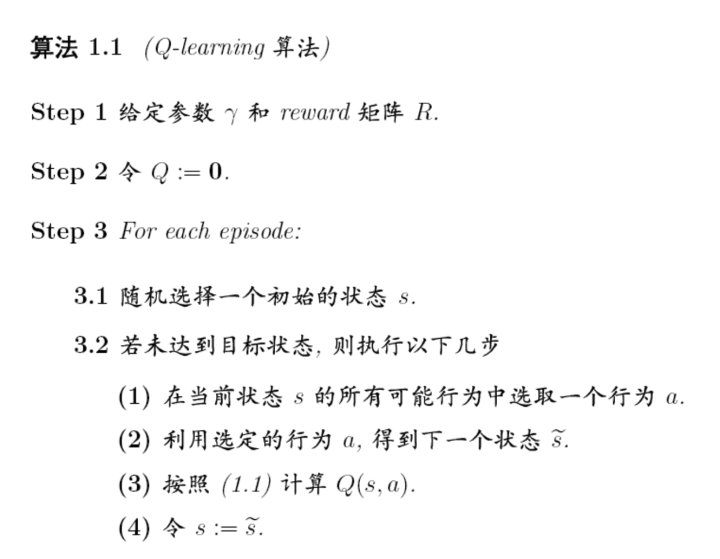 算法 1.1 (Q-learning 算法)
Step 1 给定参数 γ 和 reward 矩阵 R.
Step 2 令 Q := 0.
Step 3 For each episode:
3.1 随机选择一个初始的状态 s.
3.2 若未达到目标状态, 则执行以下几步
(1) 在当前状态 s 的所有可能行为中选取一个行为 a.
(2) 利用选定的行为 a, 得到下一个状态 s̃.
(3) 按照 (1.1) 计算 Q(s, a).
(4) 令 s := s̃.